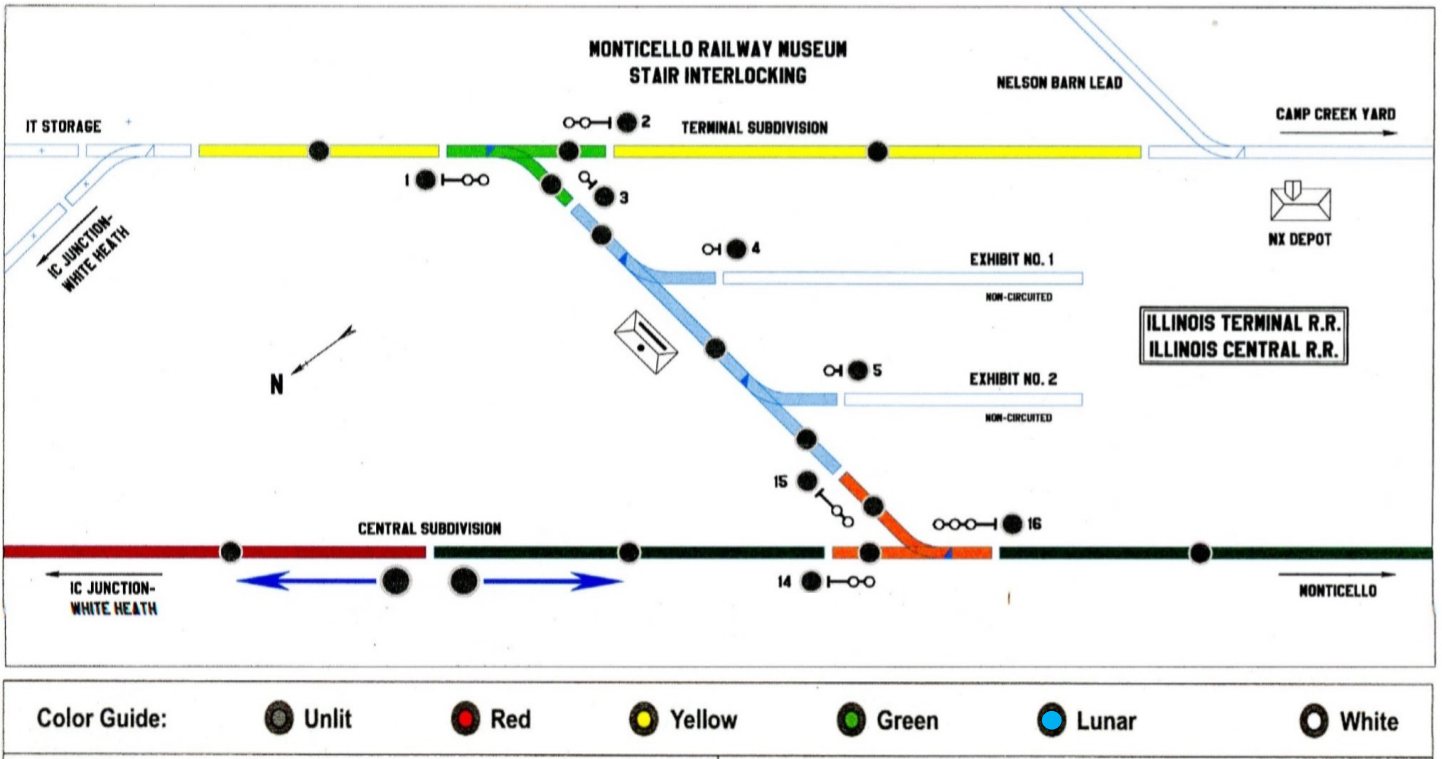 MONTICELLO RAILWAY MUSEUM
STAIR INTERLOCKING
NELSON BARN LEAD
CAMP CREEK YARD
IT STORAGE
2
TERMINAL SUBDIVISION
1
3
IC JUNCTION-
WHITE HEATH
NX DEPOT
4
EXHIBIT NO. 1
NON-CIRCUITED
ILLINOIS TERMINAL R.R.
ILLINOIS CENTRAL R.R.
N
5
EXHIBIT NO. 2
NON-CIRCUITED
15
CENTRAL SUBDIVISION
16
IC JUNCTION-
WHITE HEATH
14
MONTICELLO
Color Guide: Unlit Red Yellow Green Lunar White